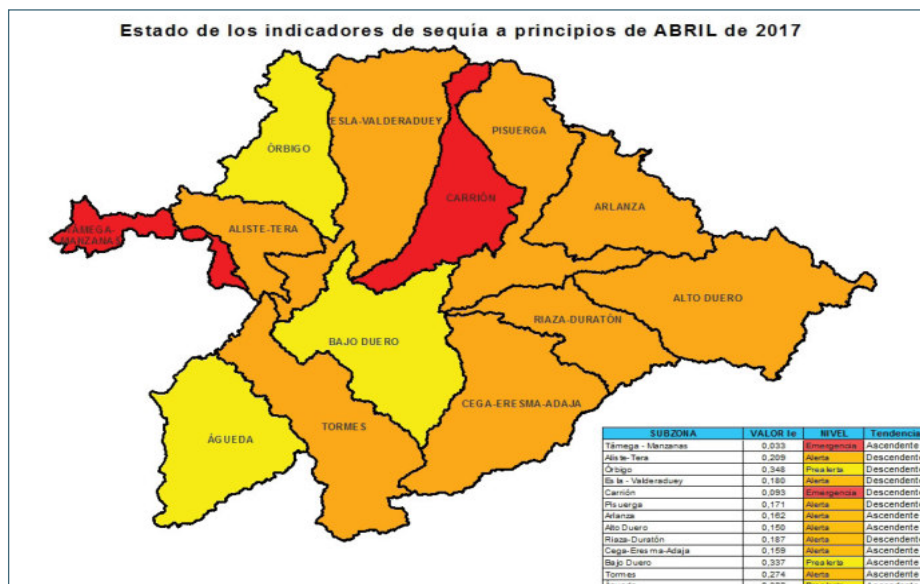 Estado de los indicadores de sequía a principios de ABRIL de 2017
ESLA-VALDERADUEY
PISUERGA
ÓRBIGO
CARRIÓN
ARLANZA
TÁMEGA-
MANZANAS
ALISTE-TERA
ALTO DUERO
RIAZA-DURATÓN
BAJO DUERO
CEGA-ERESMA-ADAJA
TORMES
ÁGUEDA
SUBZONA VALOR Ie NIVEL Tendencia
Támega - Manzanas 0,033 Emergencia Ascendente
Aliste-Tera 0,209 Alerta Descendente
Órbigo 0,348 Prealerta Descendente
Esla - Valderaduey 0,180 Alerta Descendente
Carrión 0,093 Emergencia Descendente
Pisuerga 0,171 Alerta Descendente
Arlanza 0,162 Alerta Ascendente
Alto Duero 0,150 Alerta Ascendente
Riaza-Duratón 0,187 Alerta Descendente
Cega-Eresma-Adaja 0,159 Alerta Ascendente
Bajo Duero 0,337 Prealerta Ascendente
Tormes 0,274 Alerta Ascendente